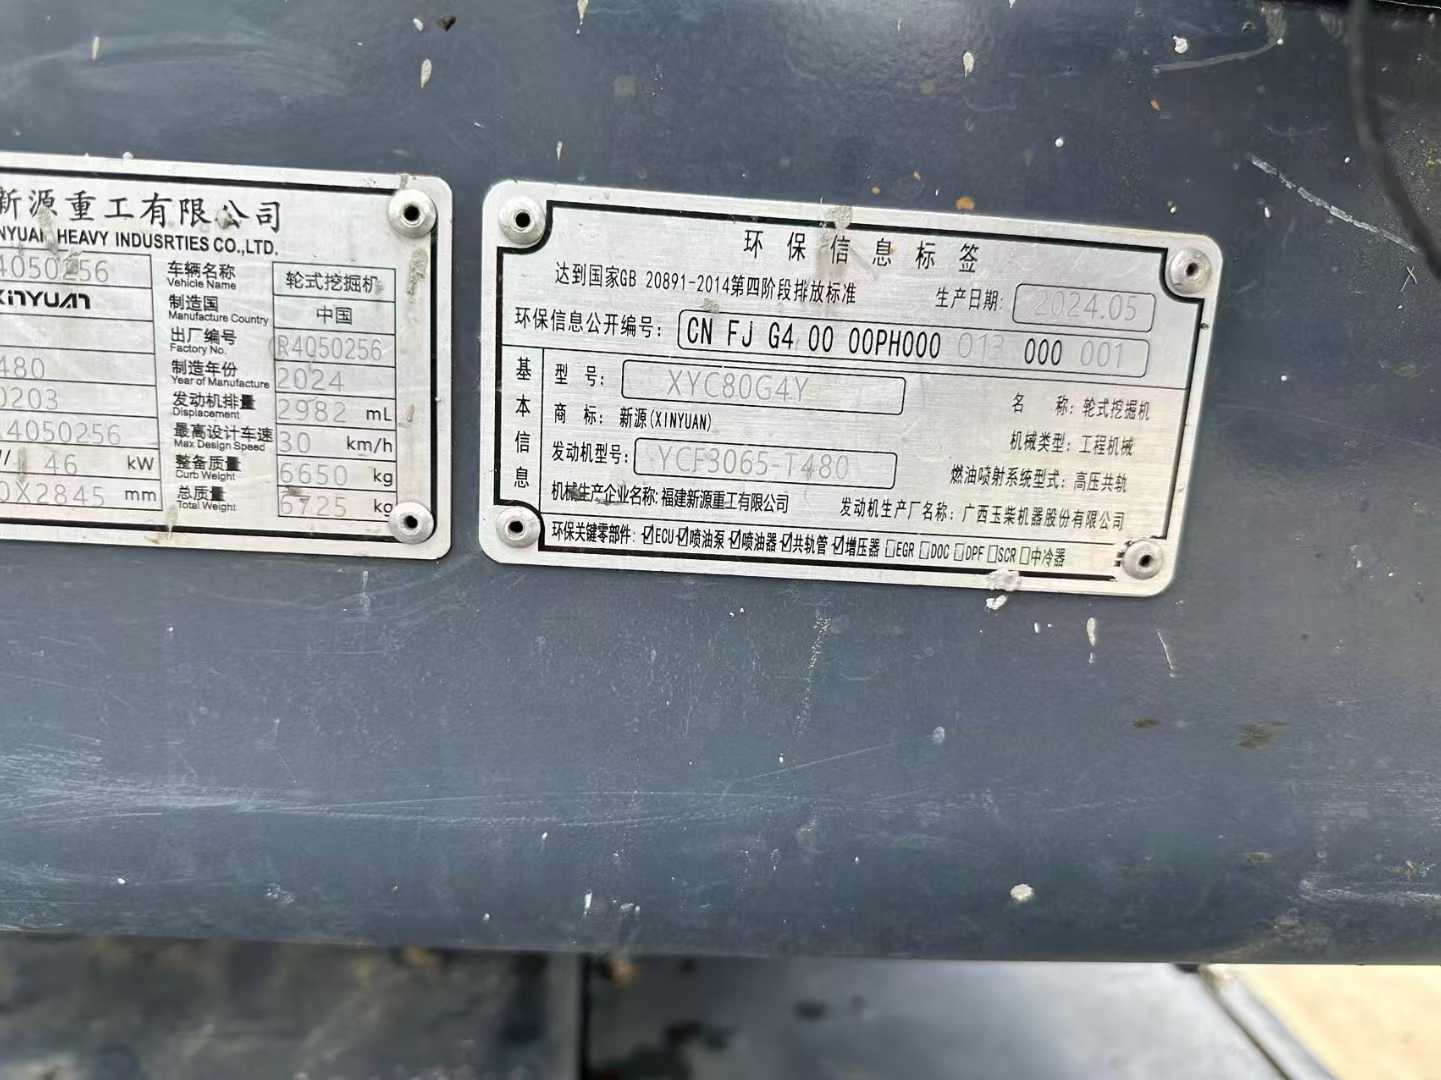 新源重工有限公司
NYUAN HEAVY INDUSRTIES CO.,LTD.
4050256
XINYUAN
480
0203
4050256
46 kW
0X2845 mm
车辆名称 轮式挖掘机
Vehicle Name
制造国 中国
Manufacture Country
出厂编号 R4050256
Factory No.
制造年份 2024
Year of Manufacture
发动机排量 2982 mL
Displacement
最高设计车速 30 km/h
Max Design Speed
整备质量 6650 kg
Curb Weight
总质量 6725 kg
Total Weight
环保信息标签
达到国家GB 20891-2014第四阶段排放标准
生产日期: 2024.05
环保信息公开编号: CN FJ G4 00 00PH000 013 000 001
基本信息
型 号: XYC80G4Y
名 称: 轮式挖掘机
商 标: 新源(XINYUAN)
机械类型: 工程机械
发动机型号: YCF3065-T480
燃油喷射系统型式: 高压共轨
机械生产企业名称: 福建新源重工有限公司
发动机生产厂名称: 广西玉柴机器股份有限公司
环保关键零部件: ☑ECU ☑喷油泵 ☑喷油器 ☑共轨管 ☑增压器 □EGR □DOC □DPF □SCR □中冷器